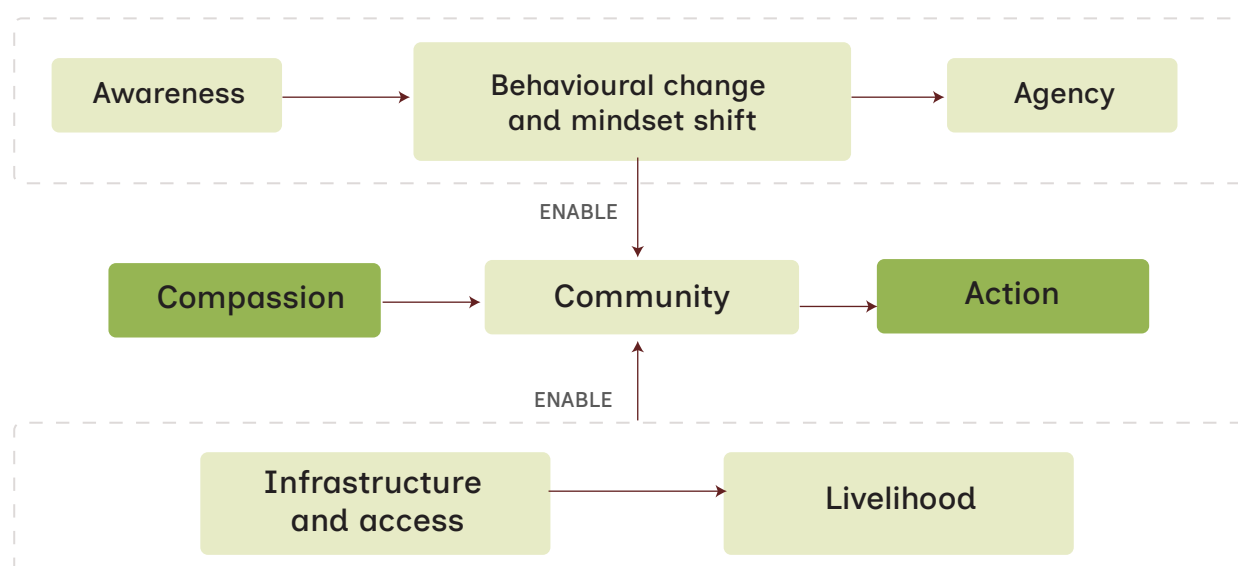 Awareness
Behavioural change
and mindset shift
Agency
ENABLE
Compassion
Community
Action
ENABLE
Infrastructure
and access
Livelihood